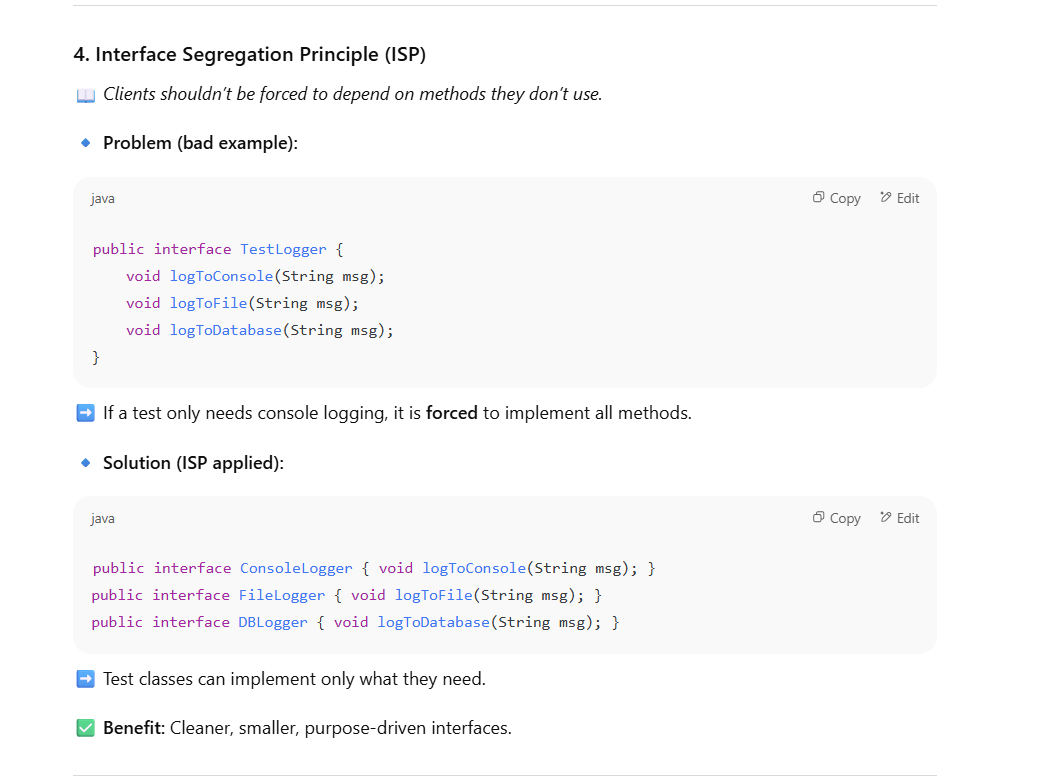 4. Interface Segregation Principle (ISP)
📖 Clients shouldn't be forced to depend on methods they don't use.
🔹 Problem (bad example):
java
Copy
Edit
public interface TestLogger {
    void logToConsole(String msg);
    void logToFile(String msg);
    void logToDatabase(String msg);
}
➡️ If a test only needs console logging, it is forced to implement all methods.
🔹 Solution (ISP applied):
java
Copy
Edit
public interface ConsoleLogger { void logToConsole(String msg); }
public interface FileLogger { void logToFile(String msg); }
public interface DBLogger { void logToDatabase(String msg); }
➡️ Test classes can implement only what they need.
✅ Benefit: Cleaner, smaller, purpose-driven interfaces.